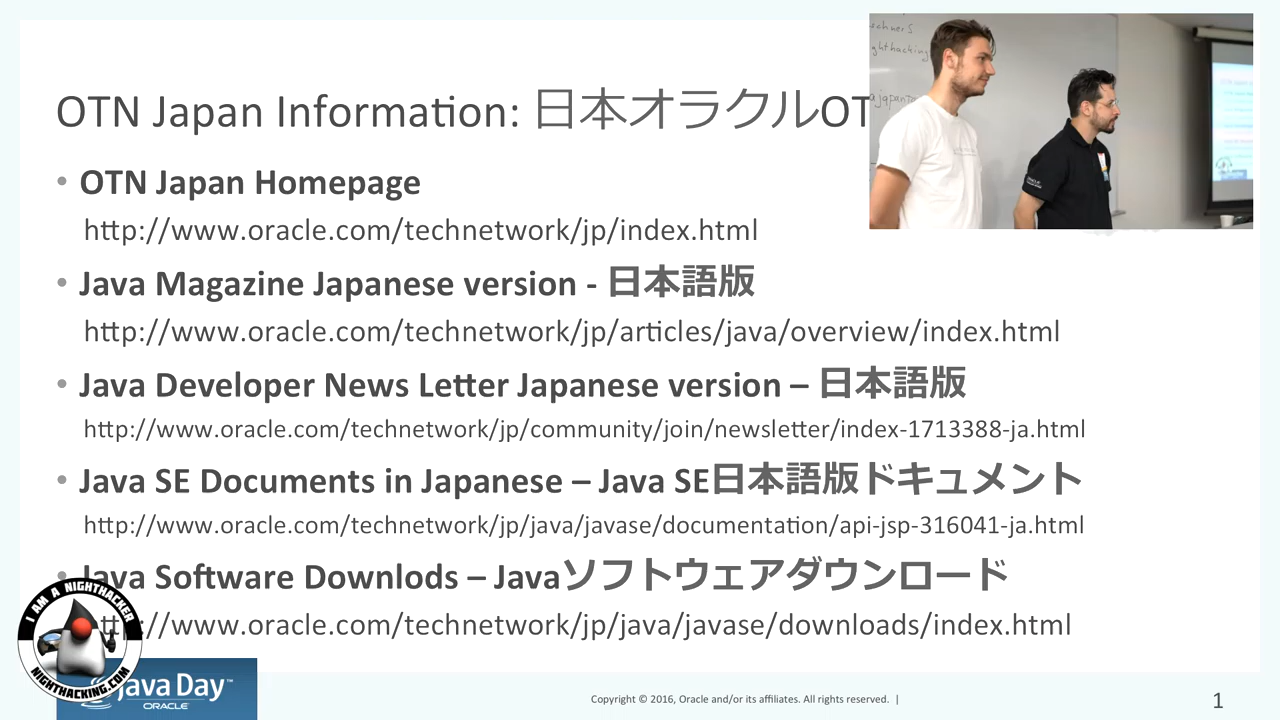 OTN Japan Information: 日本オラクルOT
• OTN Japan Homepage
http://www.oracle.com/technetwork/jp/index.html
• Java Magazine Japanese version - 日本語版
http://www.oracle.com/technetwork/jp/articles/java/overview/index.html
• Java Developer News Letter Japanese version – 日本語版
http://www.oracle.com/technetwork/jp/community/join/newsletter/index-1713388-ja.html
• Java SE Documents in Japanese – Java SE日本語版ドキュメント
http://www.oracle.com/technetwork/jp/java/javase/documentation/api-jsp-316041-ja.html
• Java Software Downlods – Javaソフトウェアダウンロード
http://www.oracle.com/technetwork/jp/java/javase/downloads/index.html
I AM A NIGHTHACKER
NIGHTHACKING.COM
Java Day™
ORACLE
Copyright © 2016, Oracle and/or its affiliates. All rights reserved. |
1